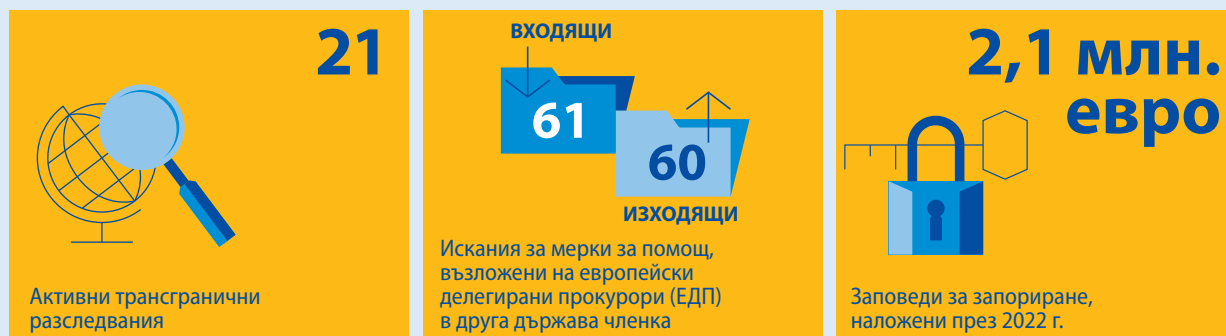 21
Активни трансгранични
разследвания
ВХОДЯЩИ
61
60
ИЗХОДЯЩИ
Искания за мерки за помощ,
възложени на европейски
делегирани прокурори (ЕДП)
в друга държава членка
2,1 млн.
евро
Заповеди за запориране,
наложени през 2022 г.